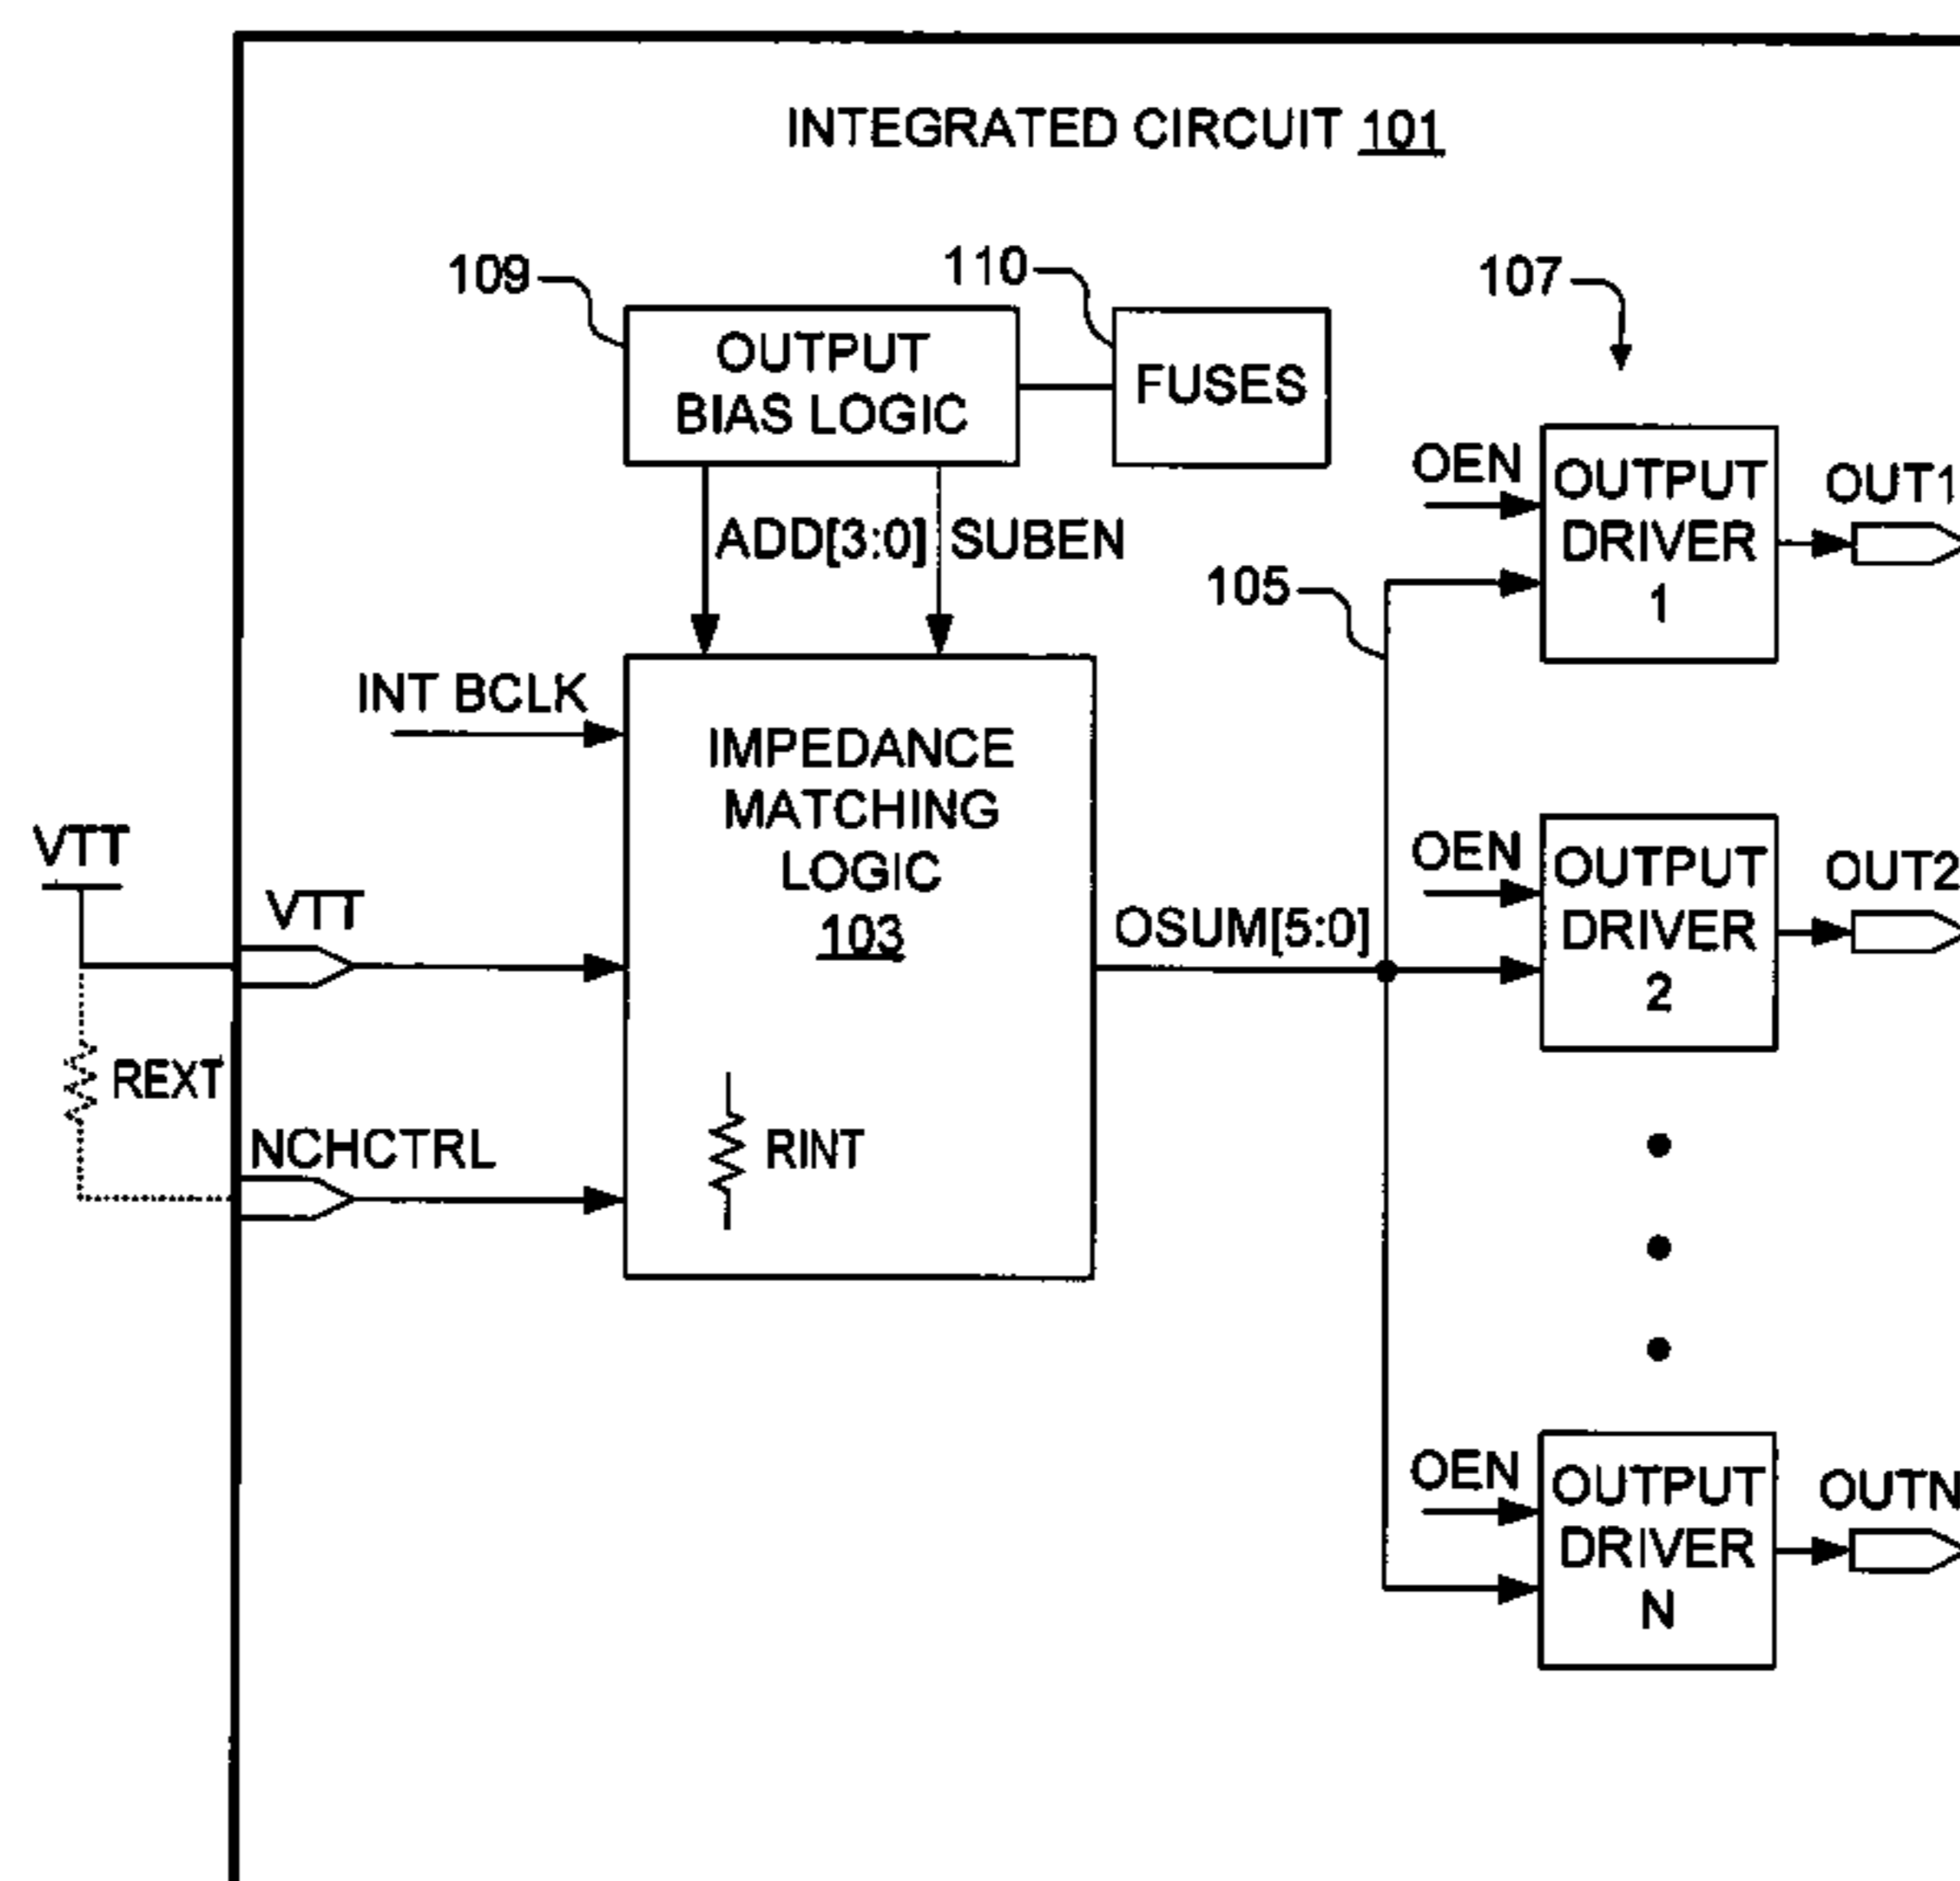 INTEGRATED CIRCUIT 101
109
110
107
OUTPUT
BIAS LOGIC
FUSES
OEN
OUTPUT
DRIVER
1
OUT1
ADD[3:0]
SUBEN
105
INT BCLK
IMPEDANCE
MATCHING
LOGIC
103
VTT
VTT
OSUM[5:0]
OEN
OUTPUT
DRIVER
2
OUT2
REXT
NCHCTRL
RINT
OEN
OUTPUT
DRIVER
N
OUTN